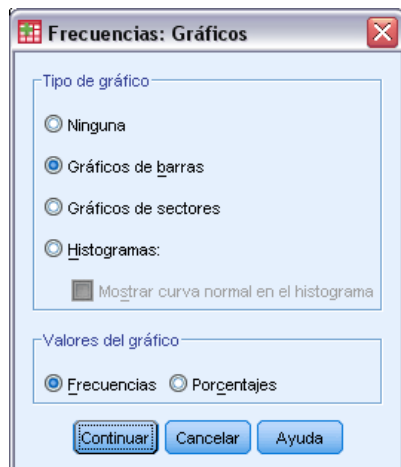 Frecuencias: Gráficos
Tipo de gráfico
Ninguna
Gráficos de barras
Gráficos de sectores
Histogramas:
Mostrar curva normal en el histograma
Valores del gráfico
Frecuencias Porcentajes
Continuar Cancelar Ayuda